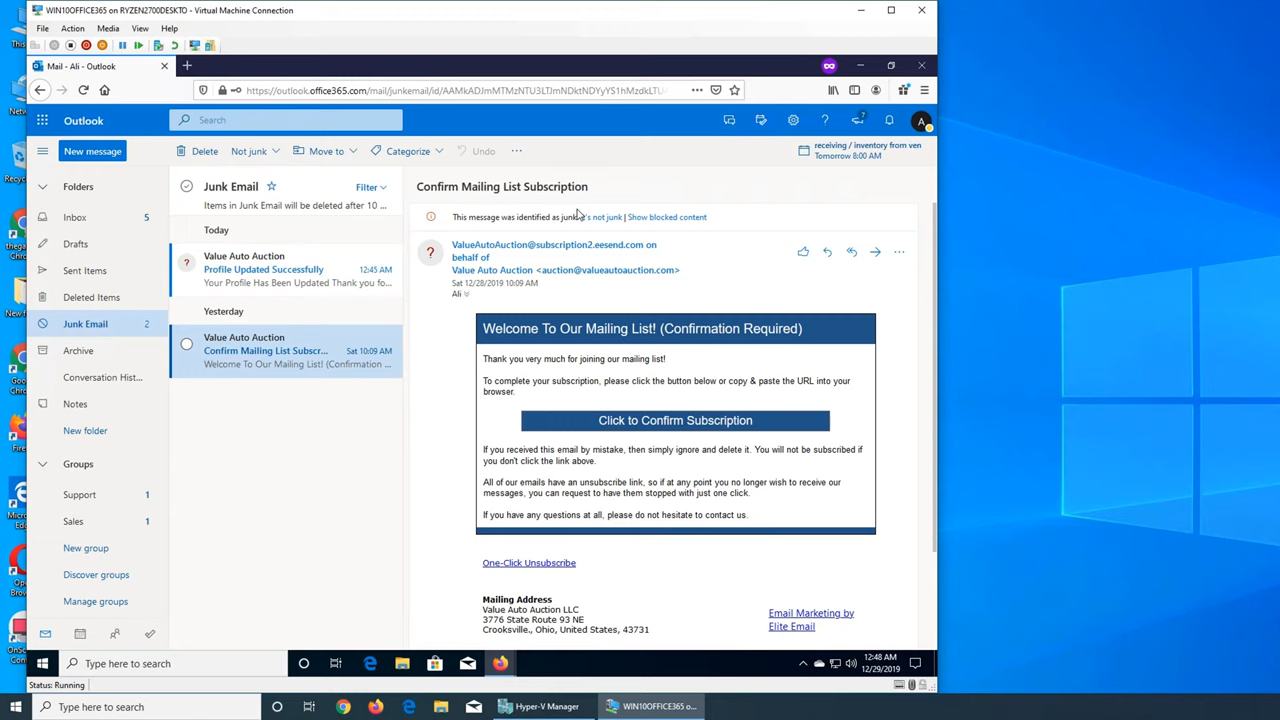 WIN10OFFICE365 on RYZEN2700DESKTO - Virtual Machine Connection
File Action Media View Help
Mail - Ali - Outlook
https://outlook.office365.com/mail/junkemail/id/AAMkADJmMTMzNTU3LTJmNDktNDYyYS1hMzdkLTU
Outlook
Search
7
A
New message
Delete
Not junk
Move to
Categorize
Undo
receiving / inventory from ven
Tomorrow 8:00 AM
Folders
Inbox 5
Drafts
Sent Items
Deleted Items
Junk Email 2
Archive
Conversation Hist...
Notes
New folder
Groups
Support 1
Sales 1
New group
Discover groups
Manage groups
Junk Email
Filter
Items in Junk Email will be deleted after 10 ...
Today
?
Value Auto Auction
Profile Updated Successfully 12:45 AM
Your Profile Has Been Updated Thank you fo...
Yesterday
Value Auto Auction
Confirm Mailing List Subscr... Sat 10:09 AM
Welcome To Our Mailing List! (Confirmation ...
Confirm Mailing List Subscription
This message was identified as junk. 's not junk | Show blocked content
?
ValueAutoAuction@subscription2.eesend.com on
behalf of
Value Auto Auction <auction@valueautoauction.com>
Sat 12/28/2019 10:09 AM
Ali
Welcome To Our Mailing List! (Confirmation Required)
Thank you very much for joining our mailing list!
To complete your subscription, please click the button below or copy & paste the URL into your
browser.
Click to Confirm Subscription
If you received this email by mistake, then simply ignore and delete it. You will not be subscribed if
you don't click the link above.
All of our emails have an unsubscribe link, so if at any point you no longer wish to receive our
messages, you can request to have them stopped with just one click.
If you have any questions at all, please do not hesitate to contact us.
One-Click Unsubscribe
Mailing Address
Value Auto Auction LLC
3776 State Route 93 NE
Crooksville., Ohio, United States, 43731
Email Marketing by
Elite Email
Type here to search
12:48 AM
12/29/2019
Status: Running
Type here to search
Hyper-V Manager
WIN10OFFICE365 o...